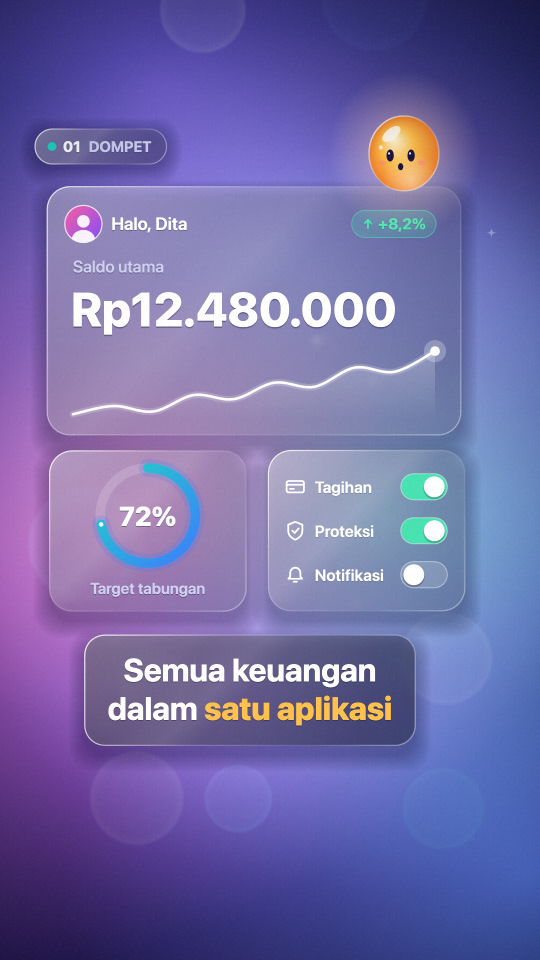 01 DOMPET
Halo, Dita
+8,2%
Saldo utama
Rp12.480.000
72%
Target tabungan
Tagihan
Proteksi
Notifikasi
Semua keuangan
dalam satu aplikasi